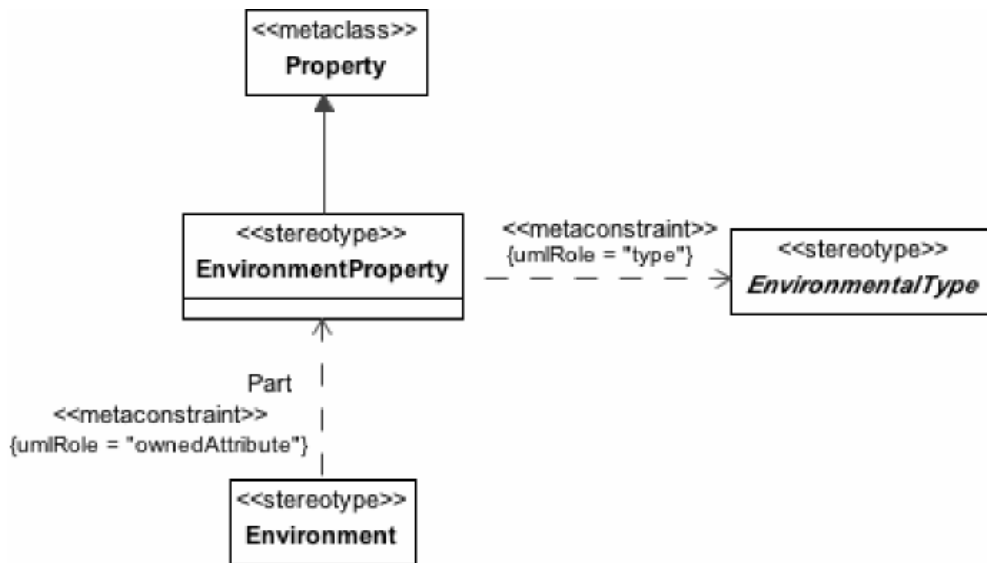 <<metaclass>>
Property
<<stereotype>>
EnvironmentProperty
<<metaconstraint>>
{umlRole = "type"}
<<stereotype>>
EnvironmentalType
Part
<<metaconstraint>>
{umlRole = "ownedAttribute"}
<<stereotype>>
Environment